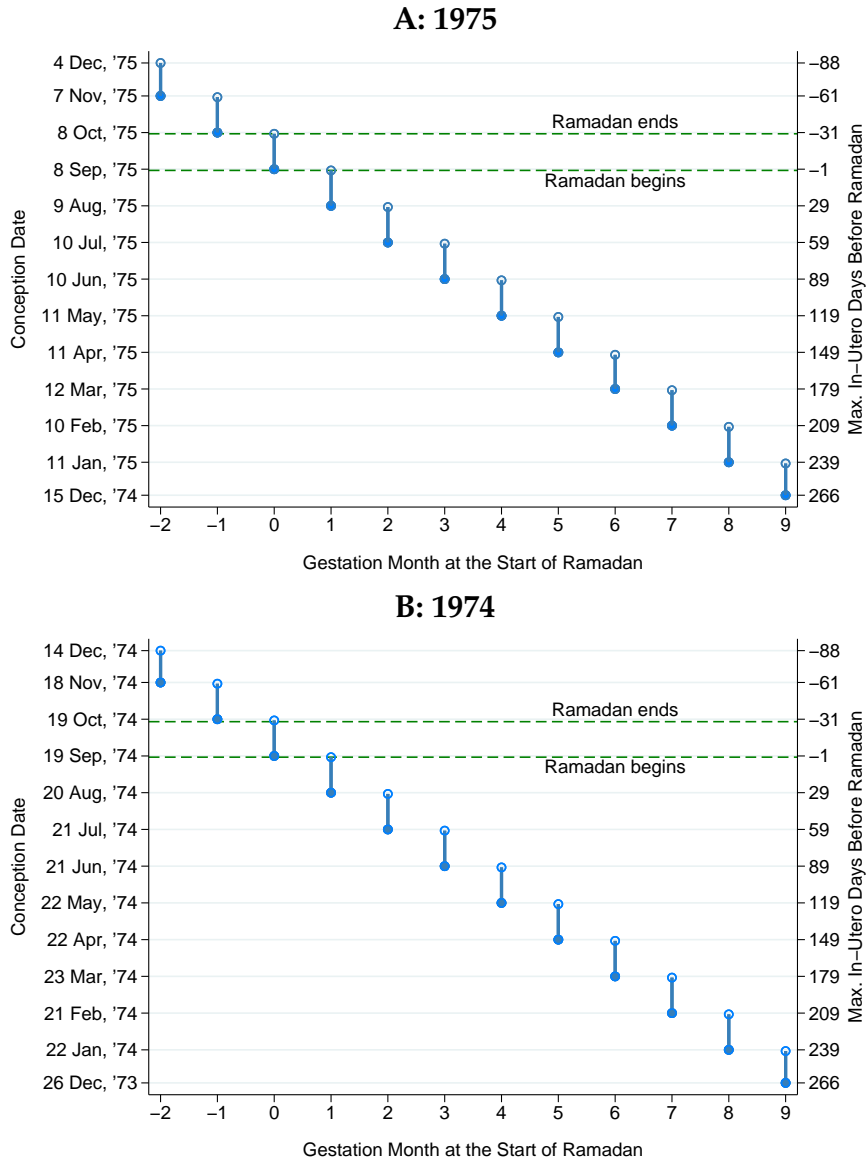 A: 1975
Conception Date
4 Dec, '75
7 Nov, '75
8 Oct, '75
8 Sep, '75
9 Aug, '75
10 Jul, '75
10 Jun, '75
11 May, '75
11 Apr, '75
12 Mar, '75
10 Feb, '75
11 Jan, '75
15 Dec, '74
Ramadan ends
Ramadan begins
−88
−61
−31
−1
29
59
89
119
149
179
209
239
266
Max. In−Utero Days Before Ramadan
−2 −1 0 1 2 3 4 5 6 7 8 9
Gestation Month at the Start of Ramadan
B: 1974
Conception Date
14 Dec, '74
18 Nov, '74
19 Oct, '74
19 Sep, '74
20 Aug, '74
21 Jul, '74
21 Jun, '74
22 May, '74
22 Apr, '74
23 Mar, '74
21 Feb, '74
22 Jan, '74
26 Dec, '73
Ramadan ends
Ramadan begins
−88
−61
−31
−1
29
59
89
119
149
179
209
239
266
Max. In−Utero Days Before Ramadan
−2 −1 0 1 2 3 4 5 6 7 8 9
Gestation Month at the Start of Ramadan